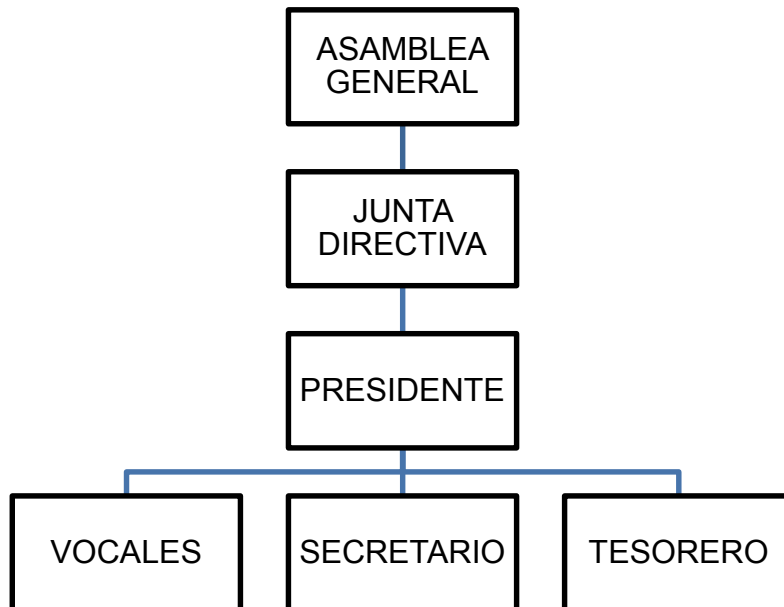 ASAMBLEA
GENERAL
JUNTA
DIRECTIVA
PRESIDENTE
VOCALES
SECRETARIO
TESORERO